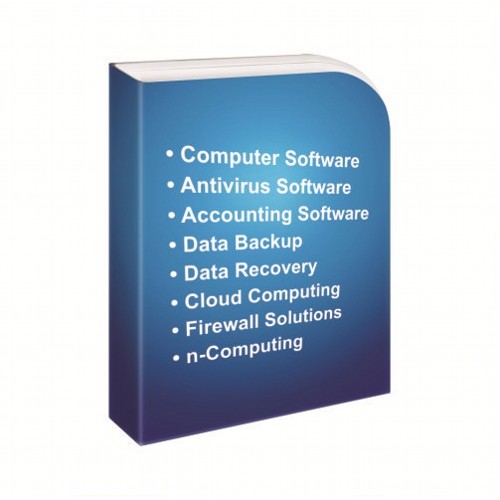 • Computer Software
• Antivirus Software
• Accounting Software
• Data Backup
• Data Recovery
• Cloud Computing
• Firewall Solutions
• n-Computing